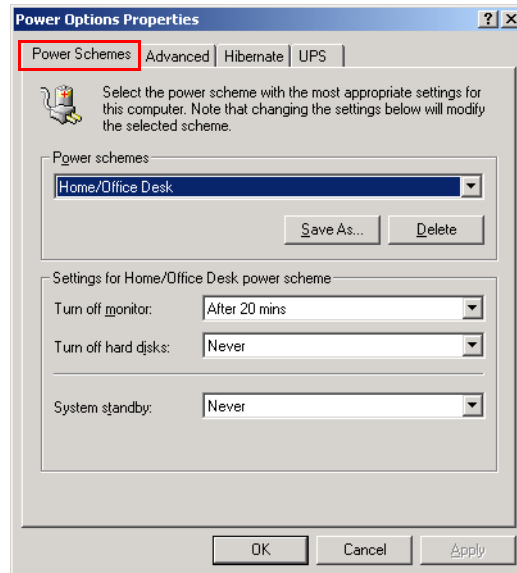 Power Options Properties
Power Schemes Advanced Hibernate UPS
Select the power scheme with the most appropriate settings for
this computer. Note that changing the settings below will modify
the selected scheme.
Power schemes
Home/Office Desk
Save As... Delete
Settings for Home/Office Desk power scheme
Turn off monitor: After 20 mins
Turn off hard disks: Never
System standby: Never
OK Cancel Apply